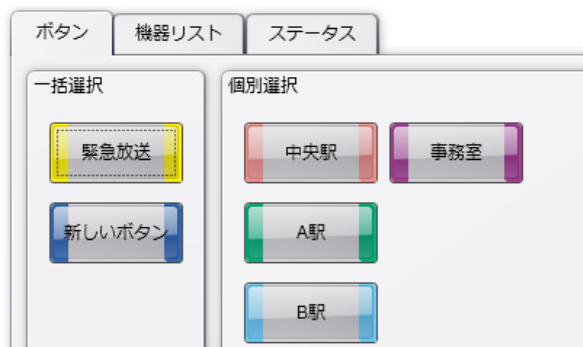 ボタン
機器リスト
ステータス
一括選択
緊急放送
新しいボタン
個別選択
中央駅
事務室
A駅
B駅